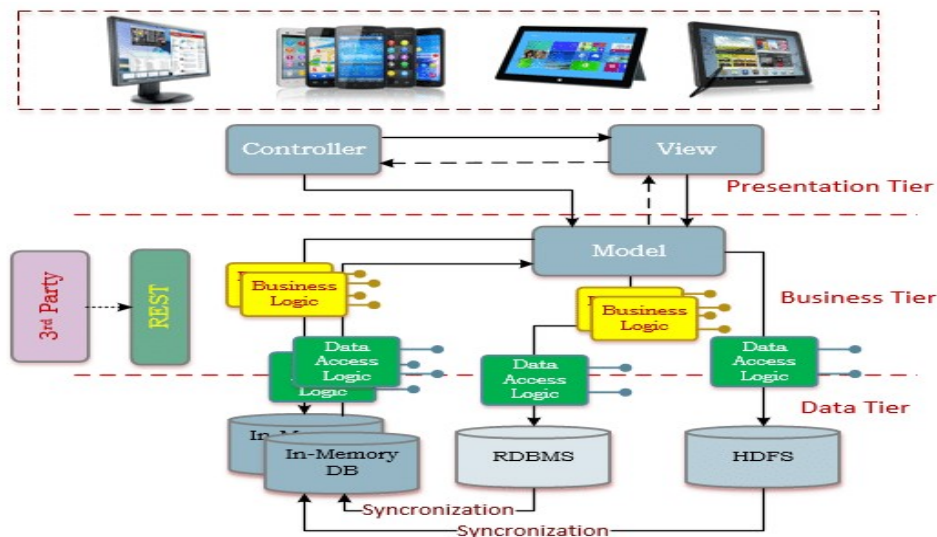 Controller
View
Presentation Tier
Model
3rd Party
REST
Business
Logic
Business
Logic
Business Tier
Data
Access
Logic
Logic
Data
Access
Logic
Data
Access
Logic
Data Tier
In-Memory
DB
RDBMS
HDFS
Syncronization
Syncronization